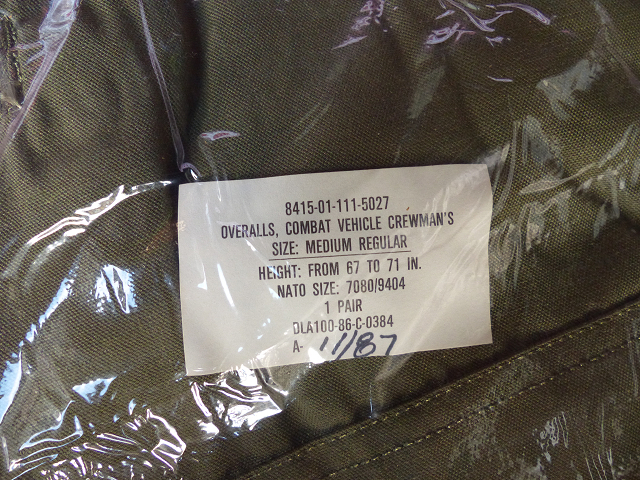 8415-01-111-5027
OVERALLS, COMBAT VEHICLE CREWMAN'S
SIZE: MEDIUM REGULAR
HEIGHT: FROM 67 TO 71 IN.
NATO SIZE: 7080/9404
1 PAIR
DLA100-86-C-0384
A- 11/87